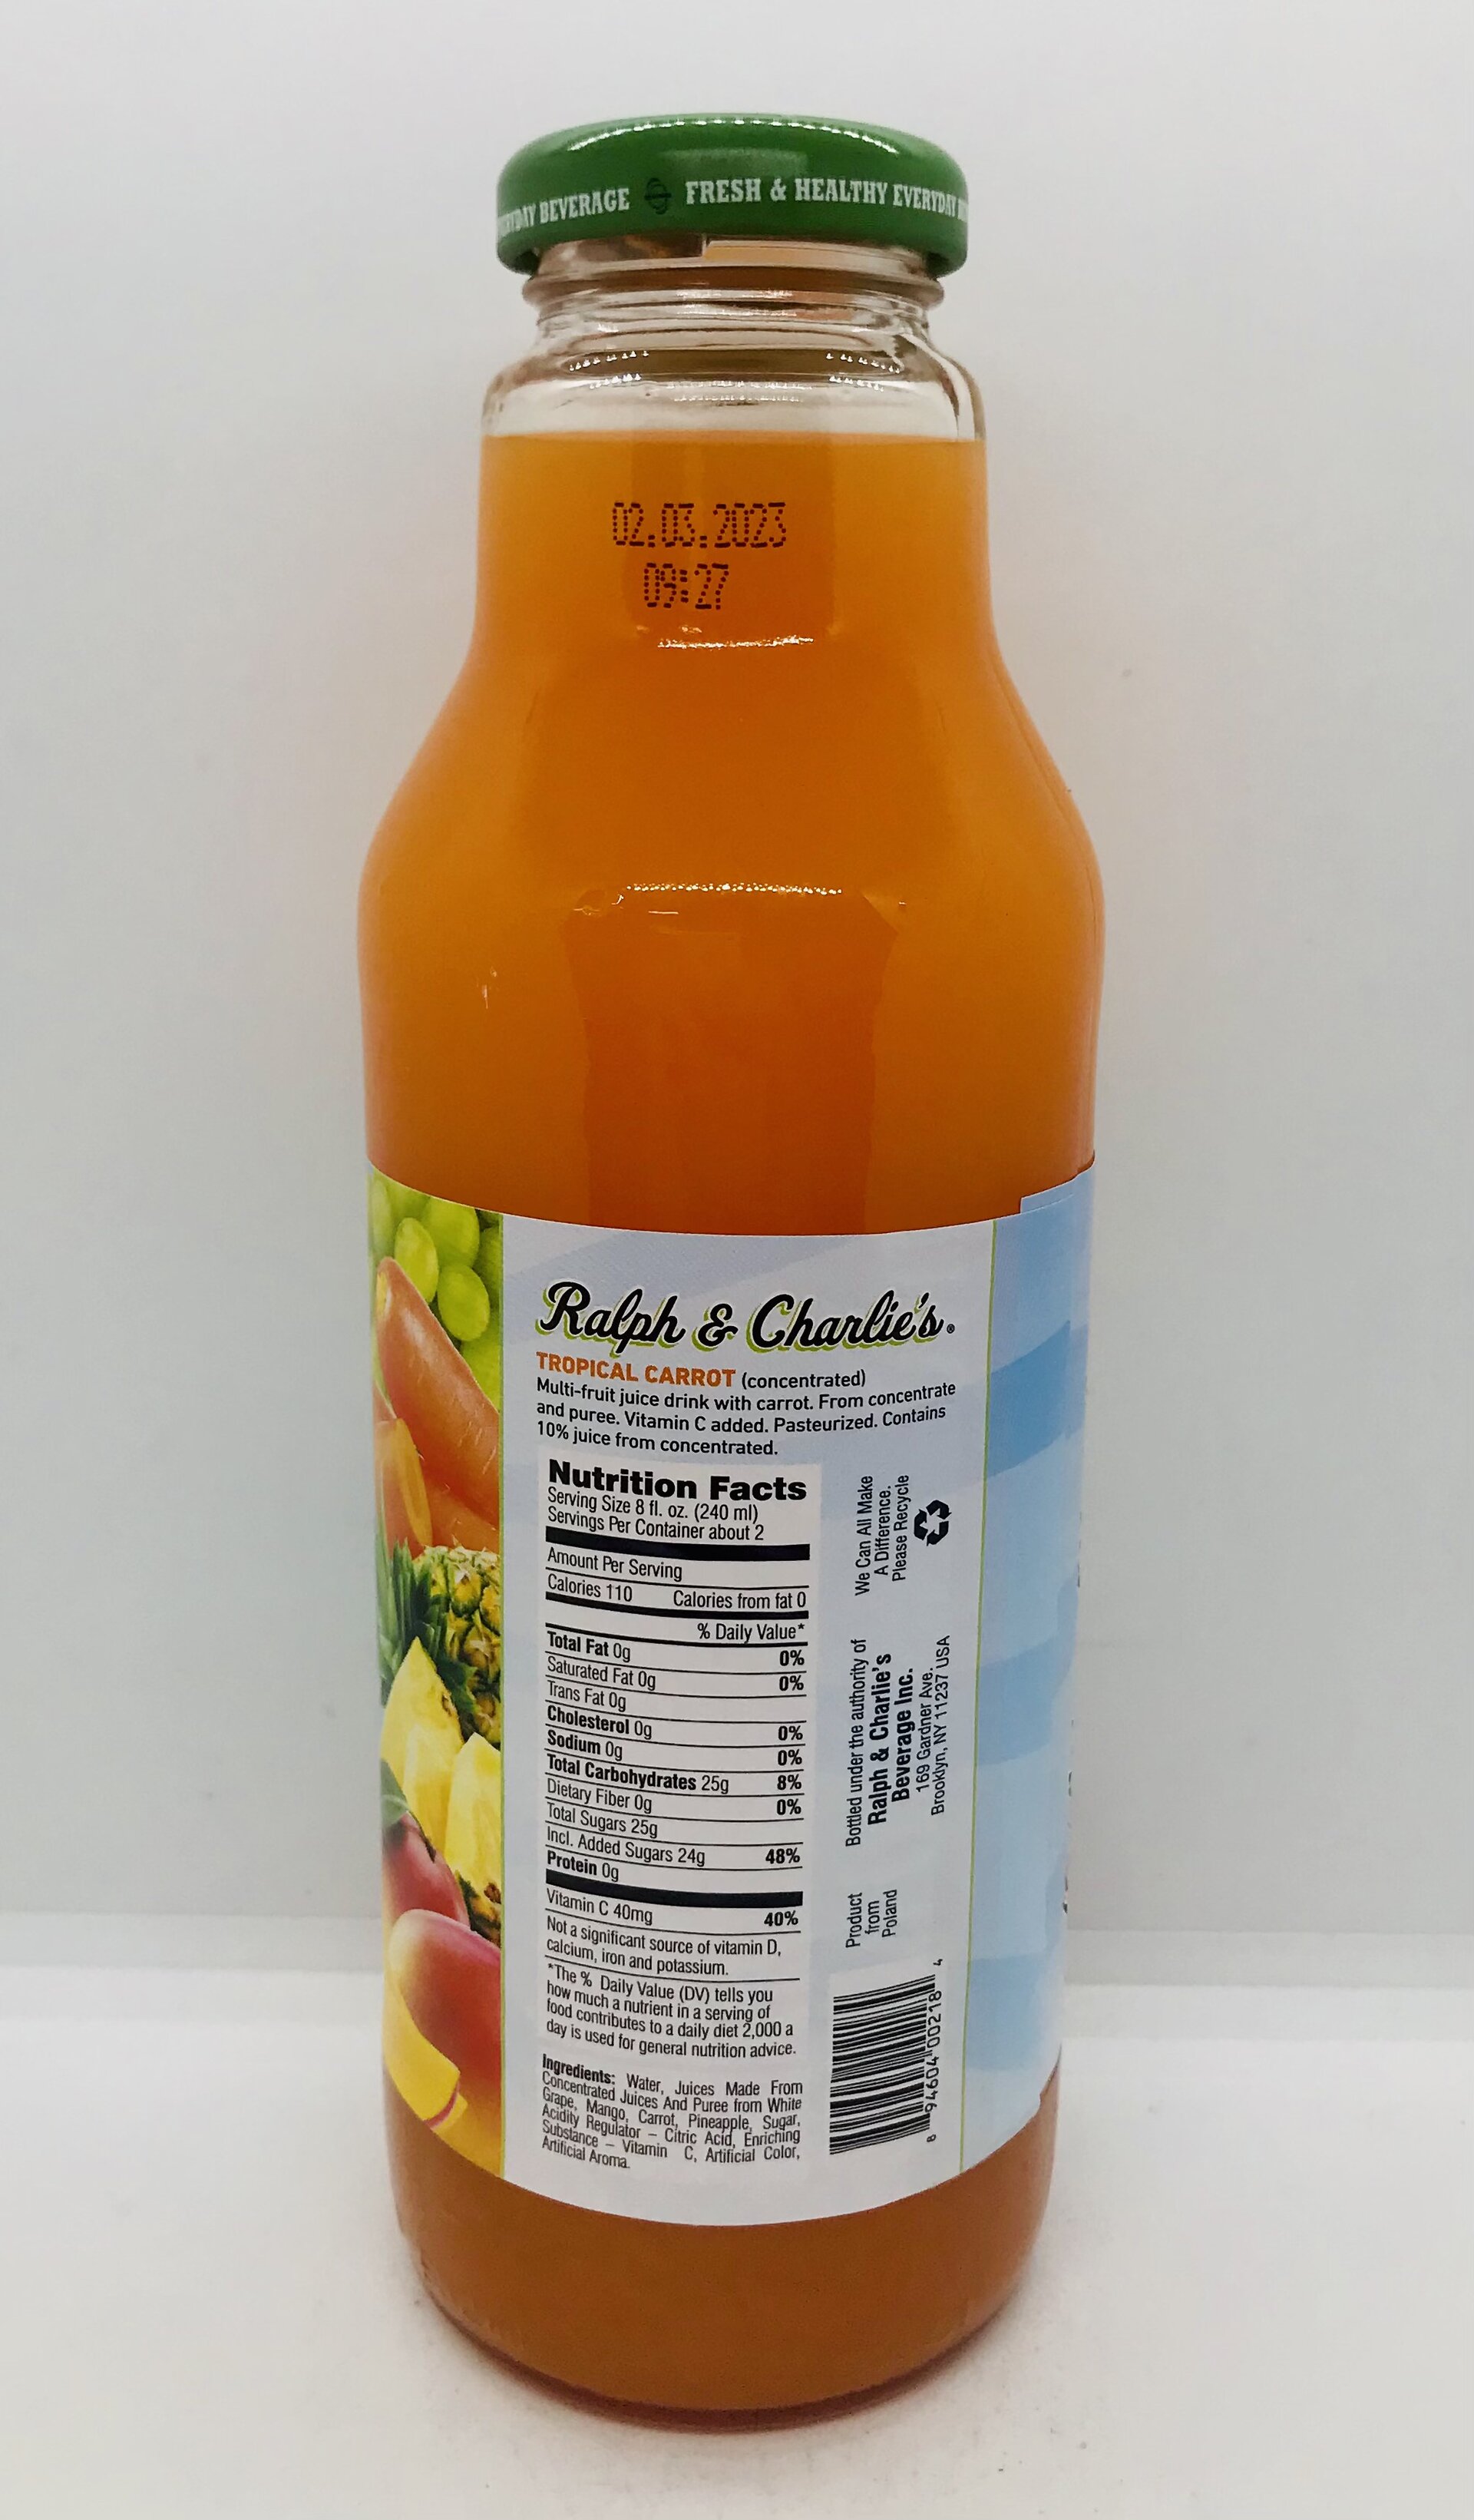 BEVERAGE FRESH & HEALTHY EVERYDAY
02.03.2023
09:27
Ralph & Charlie's®
TROPICAL CARROT (concentrated)
Multi-fruit juice drink with carrot. From concentrate
and puree. Vitamin C added. Pasteurized. Contains
10% juice from concentrated.
Nutrition Facts
Serving Size 8 fl. oz. (240 ml)
Servings Per Container about 2
Amount Per Serving
Calories 110 Calories from fat 0
% Daily Value*
Total Fat 0g 0%
Saturated Fat 0g 0%
Trans Fat 0g
Cholesterol 0g 0%
Sodium 0g 0%
Total Carbohydrates 25g 8%
Dietary Fiber 0g 0%
Total Sugars 25g
Incl. Added Sugars 24g 48%
Protein 0g
Vitamin C 40mg 40%
Not a significant source of vitamin D,
calcium, iron and potassium.
*The % Daily Value (DV) tells you
how much a nutrient in a serving of
food contributes to a daily diet 2,000 a
day is used for general nutrition advice.
Ingredients: Water, Juices Made From
Concentrated Juices And Puree from White
Grape, Mango, Carrot, Pineapple, Sugar,
Acidity Regulator – Citric Acid, Enriching
Substance – Vitamin C, Artificial Color,
Artificial Aroma.
We Can All Make
A Difference.
Please Recycle
Bottled under the authority of
Ralph & Charlie's
Beverage Inc.
169 Gardner Ave.
Brooklyn, NY 11237 USA
Product
from
Poland
8 94604 00218 4